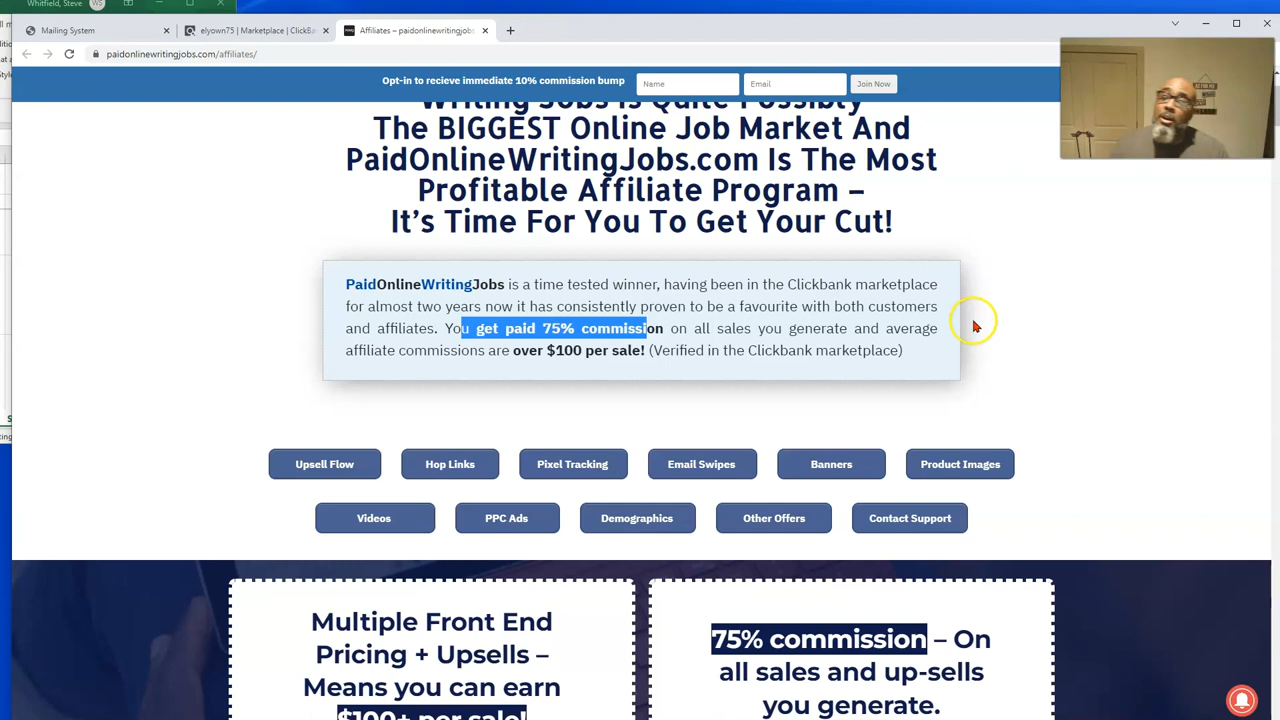 Whitfield, Steve WS
Mailing System
elyown75 | Marketplace | ClickBa
Affiliates – paidonlinewritingjobs.
paidonlinewritingjobs.com/affiliates/
Opt-in to recieve immediate 10% commission bump Name Email Join Now
Writing Jobs Is Quite Possibly
The BIGGEST Online Job Market And
PaidOnlineWritingJobs.com Is The Most
Profitable Affiliate Program –
It's Time For You To Get Your Cut!
PaidOnlineWritingJobs is a time tested winner, having been in the Clickbank marketplace
for almost two years now it has consistently proven to be a favourite with both customers
and affiliates. You get paid 75% commission on all sales you generate and average
affiliate commissions are over $100 per sale! (Verified in the Clickbank marketplace)
Upsell Flow Hop Links Pixel Tracking Email Swipes Banners Product Images
Videos PPC Ads Demographics Other Offers Contact Support
Multiple Front End
Pricing + Upsells –
Means you can earn
$100+ per sale!
75% commission – On
all sales and up-sells
you generate.